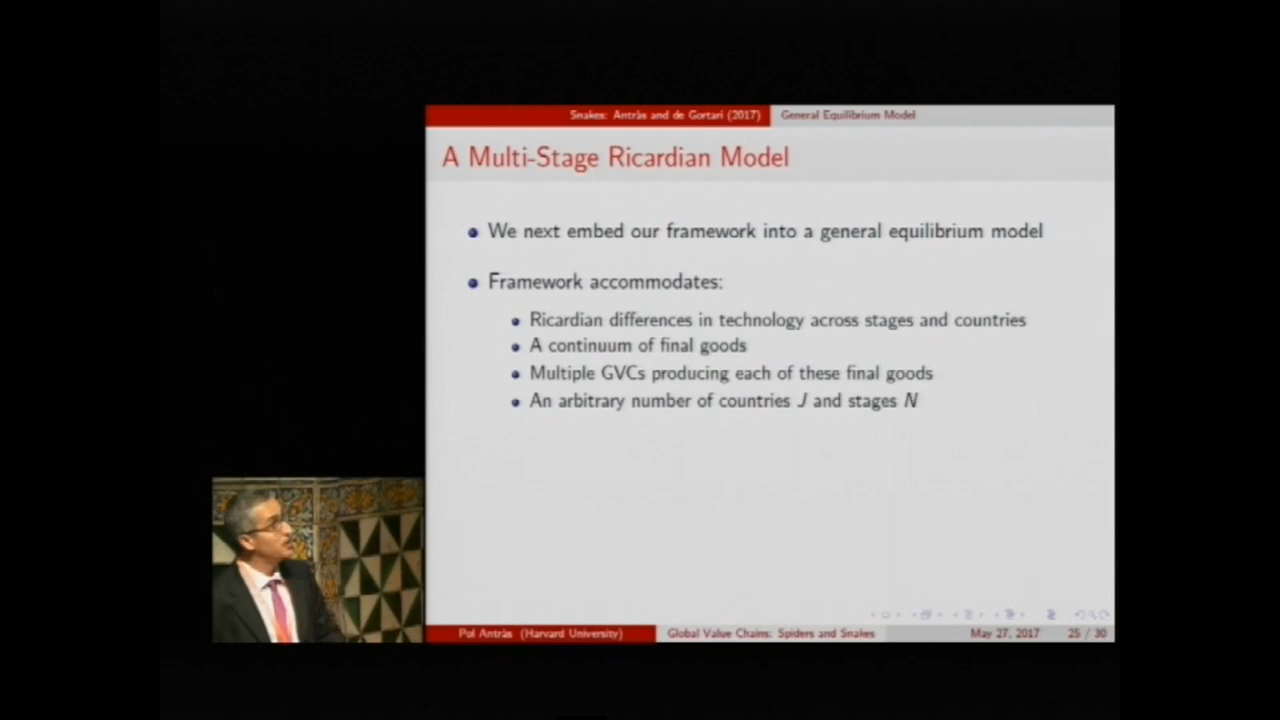 Snakes: Antràs and de Gortari (2017) General Equilibrium Model
A Multi-Stage Ricardian Model
We next embed our framework into a general equilibrium model
Framework accommodates:
Ricardian differences in technology across stages and countries
A continuum of final goods
Multiple GVCs producing each of these final goods
An arbitrary number of countries J and stages N
Pol Antràs (Harvard University) Global Value Chains: Spiders and Snakes May 27, 2017 25 / 30